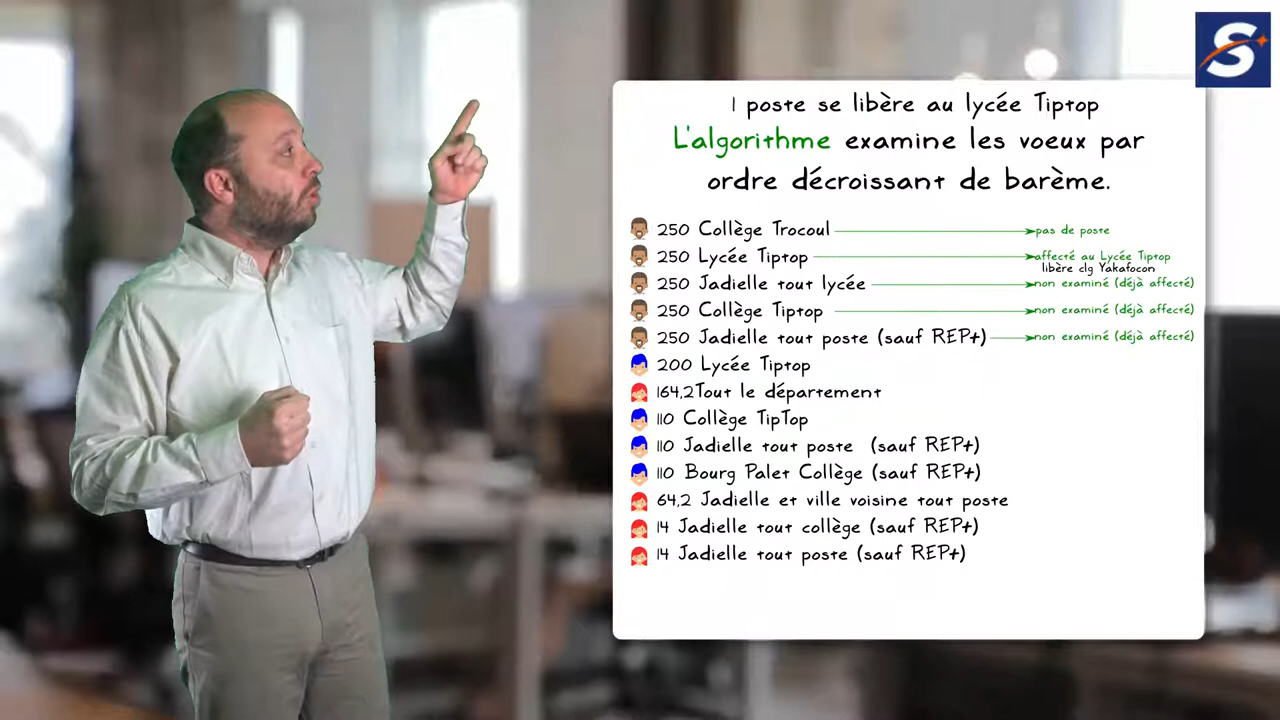 1 poste se libère au lycée Tiptop
L'algorithme examine les voeux par
ordre décroissant de barème.
250 Collège Trocoul pas de poste
250 Lycée Tiptop affecté au Lycée Tiptop
libère clg Yakafocon
250 Jadielle tout lycée non examiné (déjà affecté)
250 Collège Tiptop non examiné (déjà affecté)
250 Jadielle tout poste (sauf REP+) non examiné (déjà affecté)
200 Lycée Tiptop
164,2Tout le département
110 Collège TipTop
110 Jadielle tout poste (sauf REP+)
110 Bourg Palet Collège (sauf REP+)
64,2 Jadielle et ville voisine tout poste
14 Jadielle tout collège (sauf REP+)
14 Jadielle tout poste (sauf REP+)
S